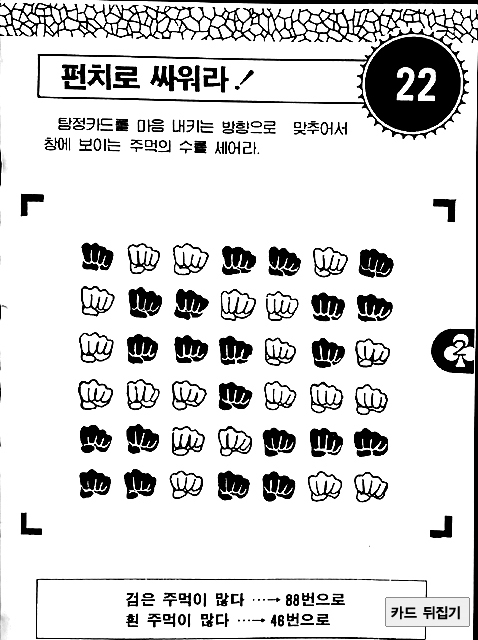 펀치로 싸워라!
22
탐정카드를 마음 내키는 방향으로 맞추어서
창에 보이는 주먹의 수를 세어라.
2
검은 주먹이 많다 ····→ 88번으로
흰 주먹이 많다 ····→ 46번으로
카드 뒤집기